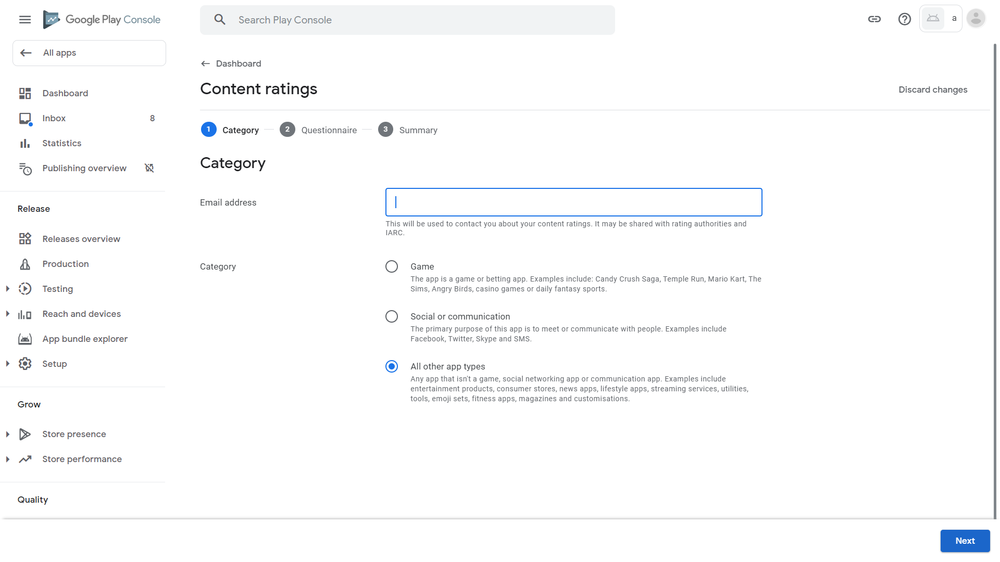 Google Play Console
Search Play Console
a
All apps
Dashboard
Inbox 8
Statistics
Publishing overview
Release
Releases overview
Production
Testing
Reach and devices
App bundle explorer
Setup
Grow
Store presence
Store performance
Quality
Dashboard
Content ratings
Discard changes
1 Category 2 Questionnaire 3 Summary
Category
Email address
This will be used to contact you about your content ratings. It may be shared with rating authorities and
IARC.
Category
Game
The app is a game or betting app. Examples include: Candy Crush Saga, Temple Run, Mario Kart, The
Sims, Angry Birds, casino games or daily fantasy sports.
Social or communication
The primary purpose of this app is to meet or communicate with people. Examples include
Facebook, Twitter, Skype and SMS.
All other app types
Any app that isn't a game, social networking app or communication app. Examples include
entertainment products, consumer stores, news apps, lifestyle apps, streaming services, utilities,
tools, emoji sets, fitness apps, magazines and customisations.
Next